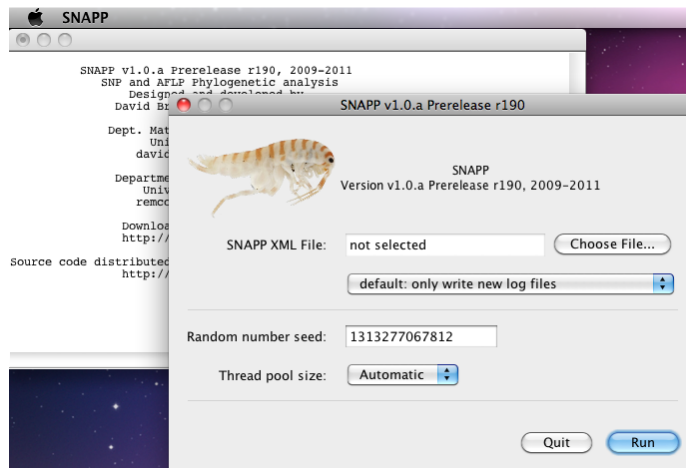 SNAPP
SNAPP v1.0.a Prerelease r190, 2009-2011
SNP and AFLP Phylogenetic analysis
Designed and developed by
David Br
Dept. Mat
Uni
david
Departme
Univ
remco
Downloa
http:/
Source code distributed
http:/
SNAPP v1.0.a Prerelease r190
SNAPP
Version v1.0.a Prerelease r190, 2009-2011
SNAPP XML File: not selected Choose File...
default: only write new log files
Random number seed: 1313277067812
Thread pool size: Automatic
Quit Run